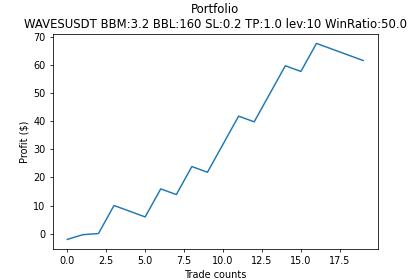 Portfolio
WAVESUSDT BBM:3.2 BBL:160 SL:0.2 TP:1.0 lev:10 WinRatio:50.0
70
60
50
40
30
20
10
0
Profit ($)
0.0 2.5 5.0 7.5 10.0 12.5 15.0 17.5
Trade counts